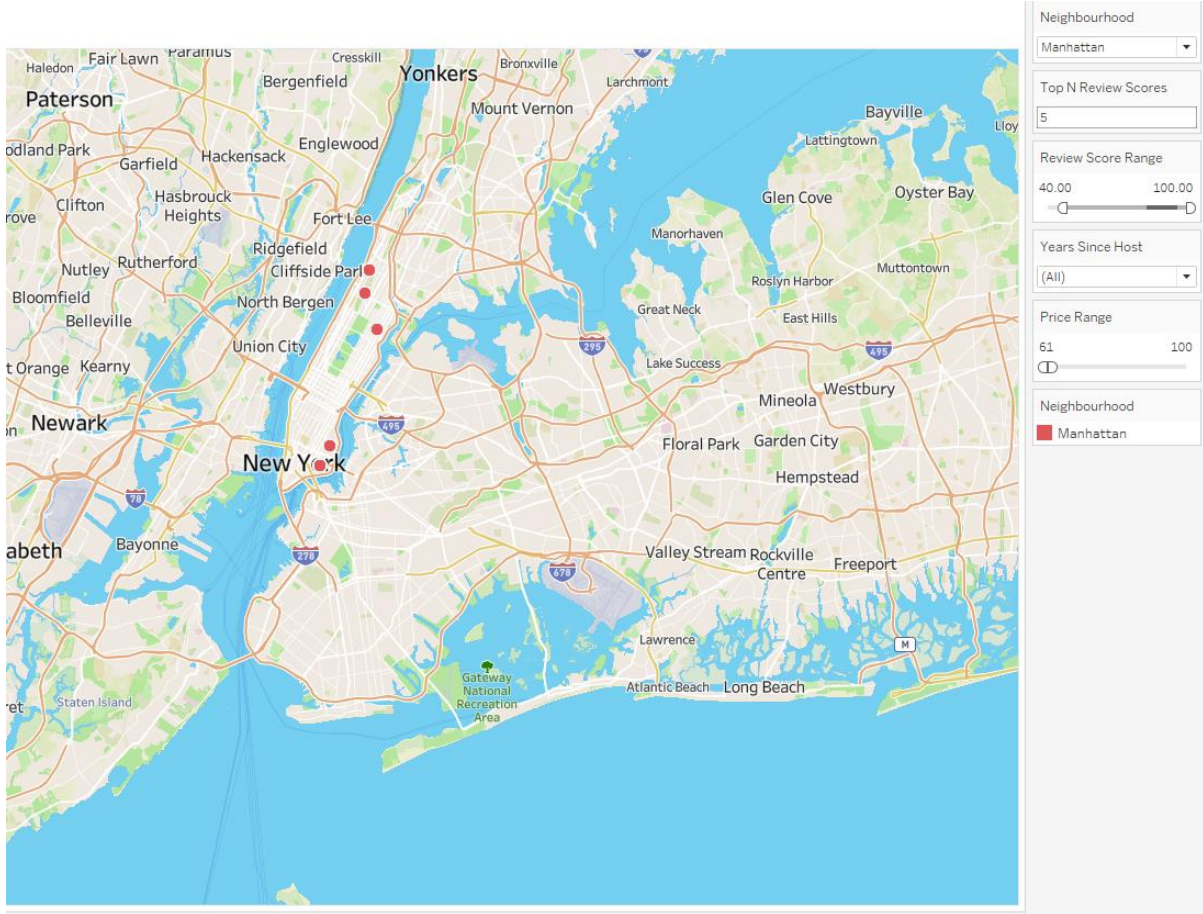 Neighbourhood
Manhattan
Top N Review Scores
5
Review Score Range
40.00 100.00
Years Since Host
(All)
Price Range
61 100
Neighbourhood
Manhattan
Fair Lawn
Paramus
Cresskill
Bronxville
Haledon
Bergenfield
Yonkers
Larchmont
Paterson
Mount Vernon
Bayville
Lloy
Englewood
Lattingtown
odland Park
Hackensack
Garfield
Hasbrouck
Heights
Glen Cove
Oyster Bay
Clifton
rove
Fort Lee
Manorhaven
Ridgefield
Rutherford
Nutley
Cliffside Park
Muttontown
Roslyn Harbor
Bloomfield
North Bergen
Great Neck
East Hills
Belleville
Union City
295
495
t Orange
Kearny
Lake Success
Westbury
Mineola
Newark
on
495
Floral Park
Garden City
New York
Hempstead
78
abeth
Bayonne
278
Valley Stream
Rockville
Centre
Freeport
678
Lawrence
M
Gateway
National
Recreation
Area
Atlantic Beach
Long Beach
ret
Staten Island